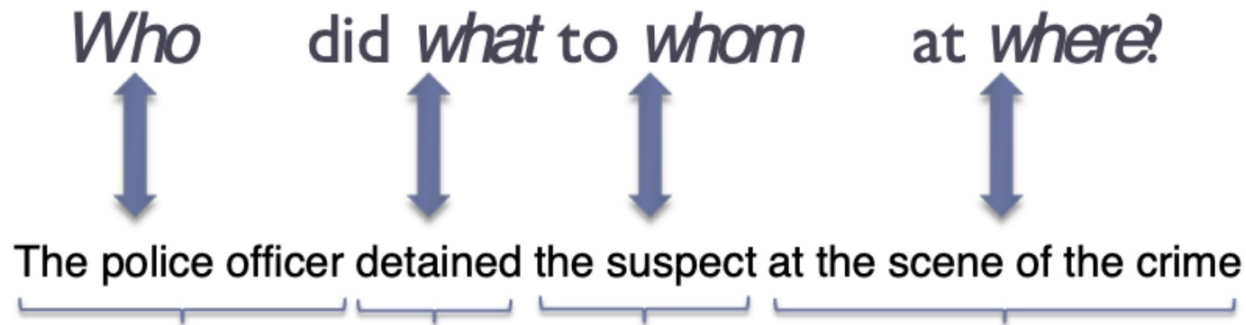 Who did what to whom at where?
The police officer detained the suspect at the scene of the crime